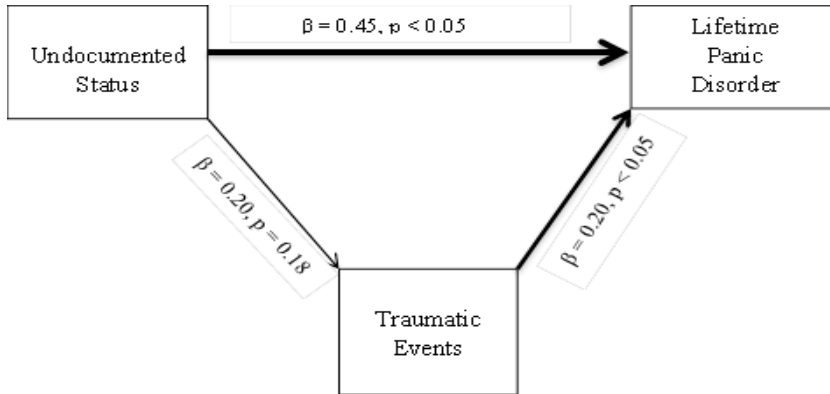 β = 0.45, p < 0.05
Undocumented
Status
Lifetime
Panic
Disorder
β = 0.20, p = 0.18
β = 0.20, p < 0.05
Traumatic
Events